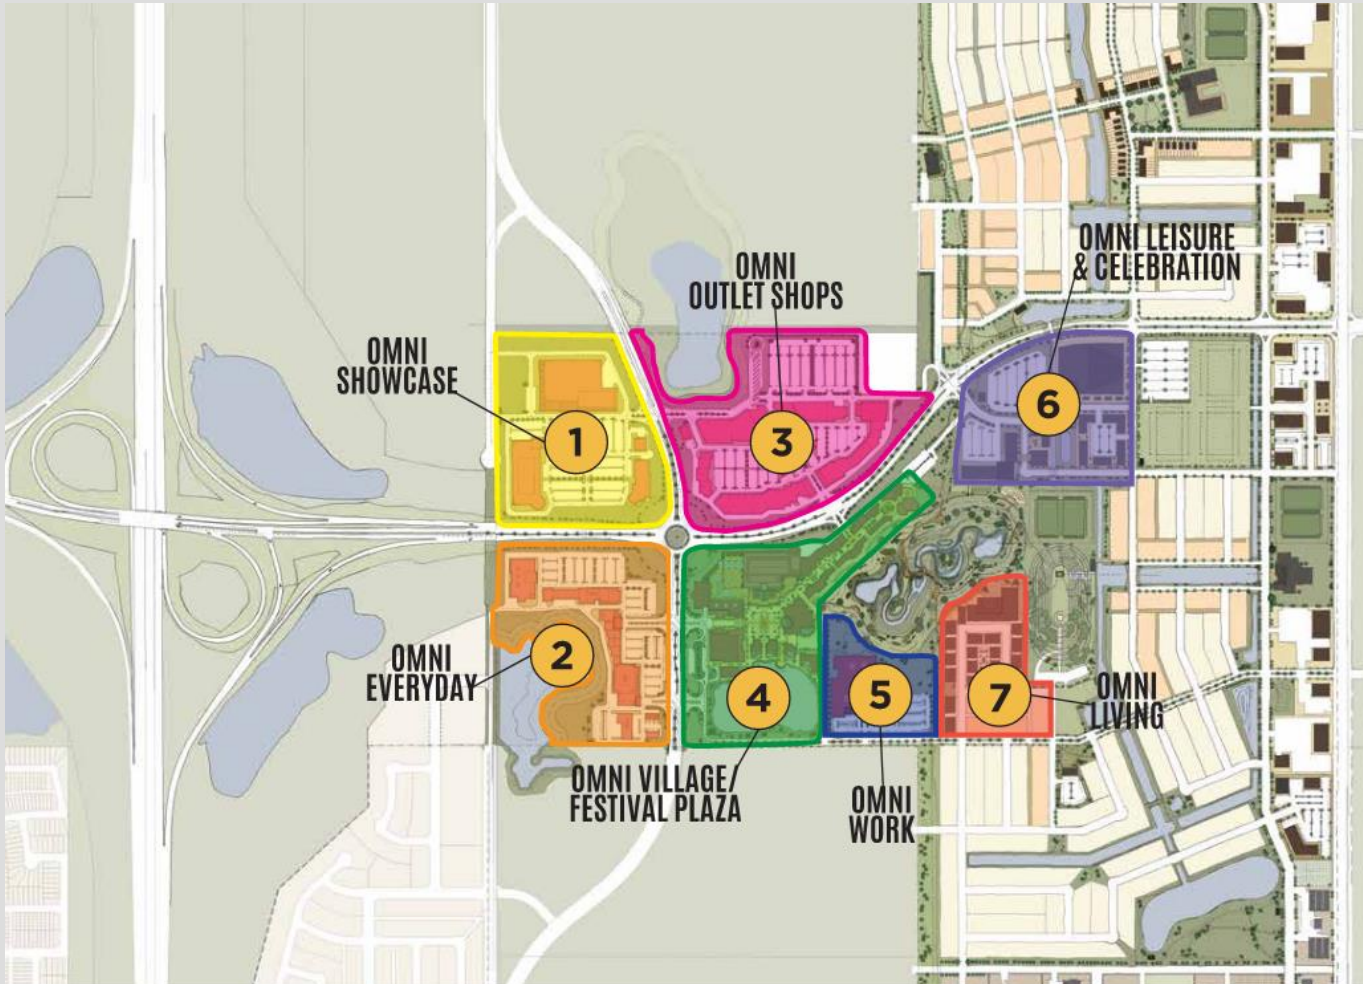 OMNI LEISURE
& CELEBRATION
OMNI
OUTLET SHOPS
OMNI
SHOWCASE
1
3
6
OMNI
EVERYDAY
2
4
5
7
OMNI
LIVING
OMNI VILLAGE/
FESTIVAL PLAZA
OMNI
WORK